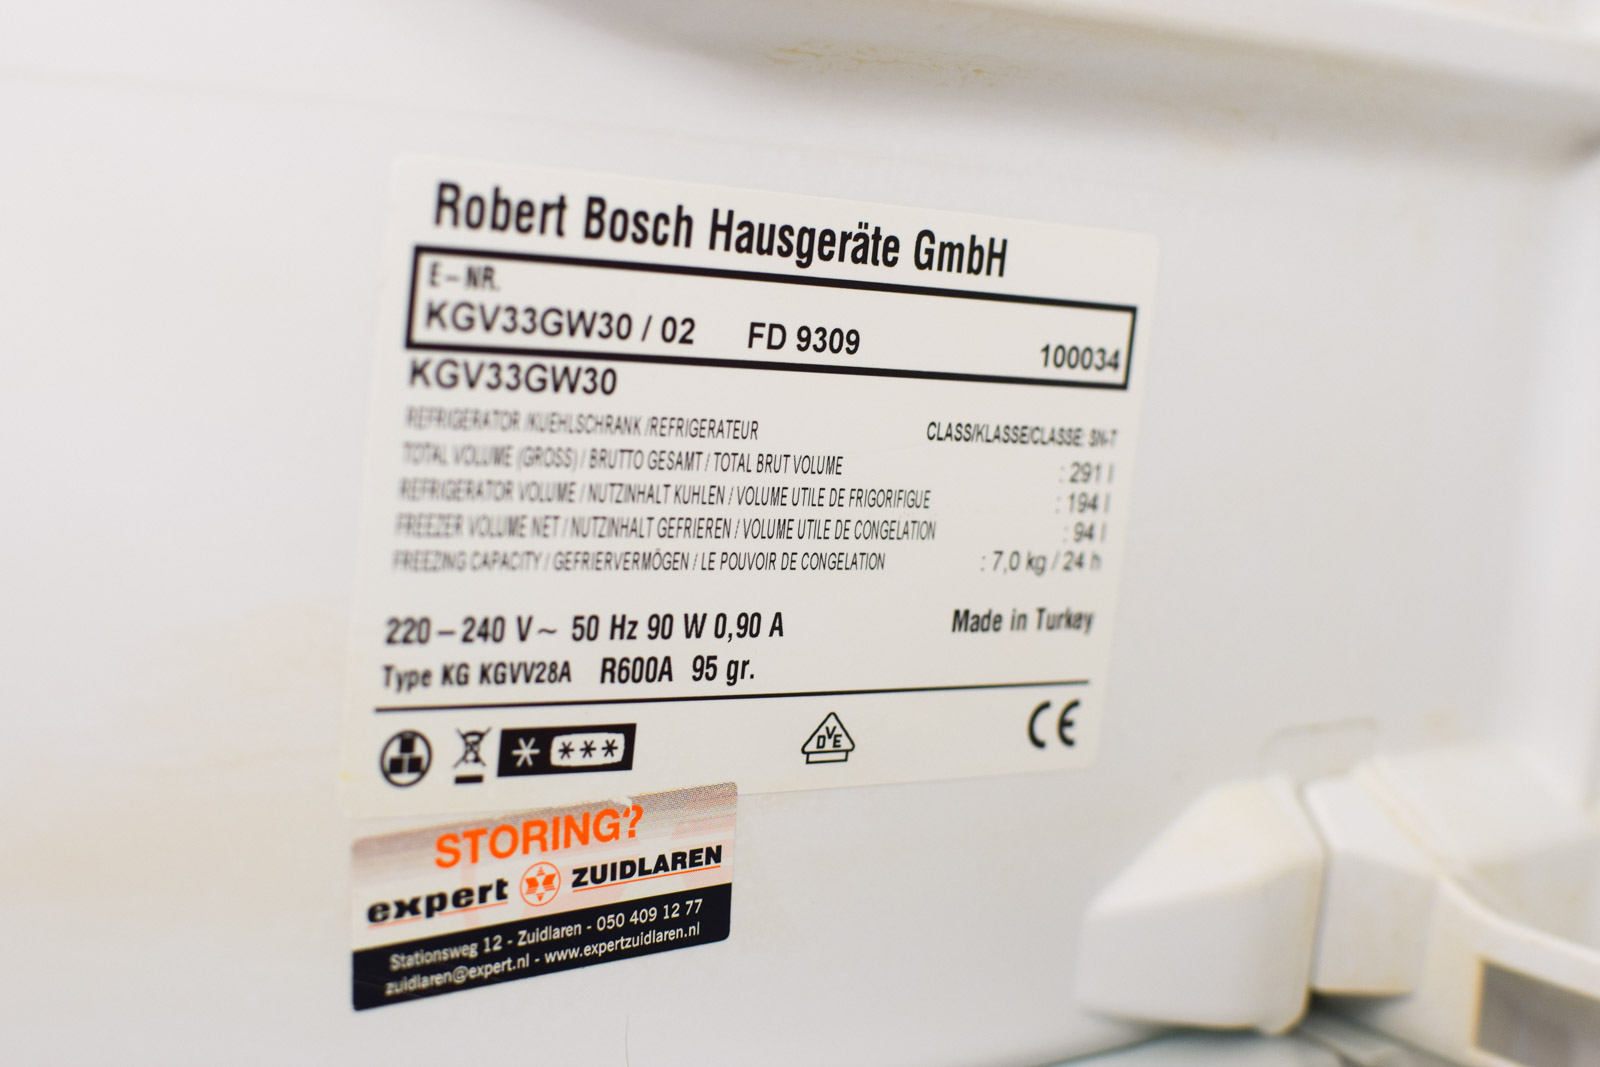 Robert Bosch Hausgeräte GmbH
E-NR.
KGV33GW30 / 02 FD 9309 100034
KGV33GW30
REFRIGERATOR /KUEHLSCHRANK /REFRIGERATEUR CLASS/KLASSE/CLASSE: SN-T
TOTAL VOLUME (GROSS) / BRUTTO GESAMT / TOTAL BRUT VOLUME : 291 l
REFRIGERATOR VOLUME / NUTZINHALT KUHLEN / VOLUME UTILE DE FRIGORIFIGUE : 194 l
FREEZER VOLUME NET / NUTZINHALT GEFRIEREN / VOLUME UTILE DE CONGELATION : 94 l
FREEZING CAPACITY / GEFRIERVERMÖGEN / LE POUVOIR DE CONGELATION : 7,0 kg / 24 h
220 – 240 V ~ 50 Hz 90 W 0,90 A Made in Turkey
Type KG KGVV28A R600A 95 gr.
DVE CE
STORING?
expert ZUIDLAREN
Stationsweg 12 - Zuidlaren - 050 409 12 77
zuidlaren@expert.nl - www.expertzuidlaren.nl